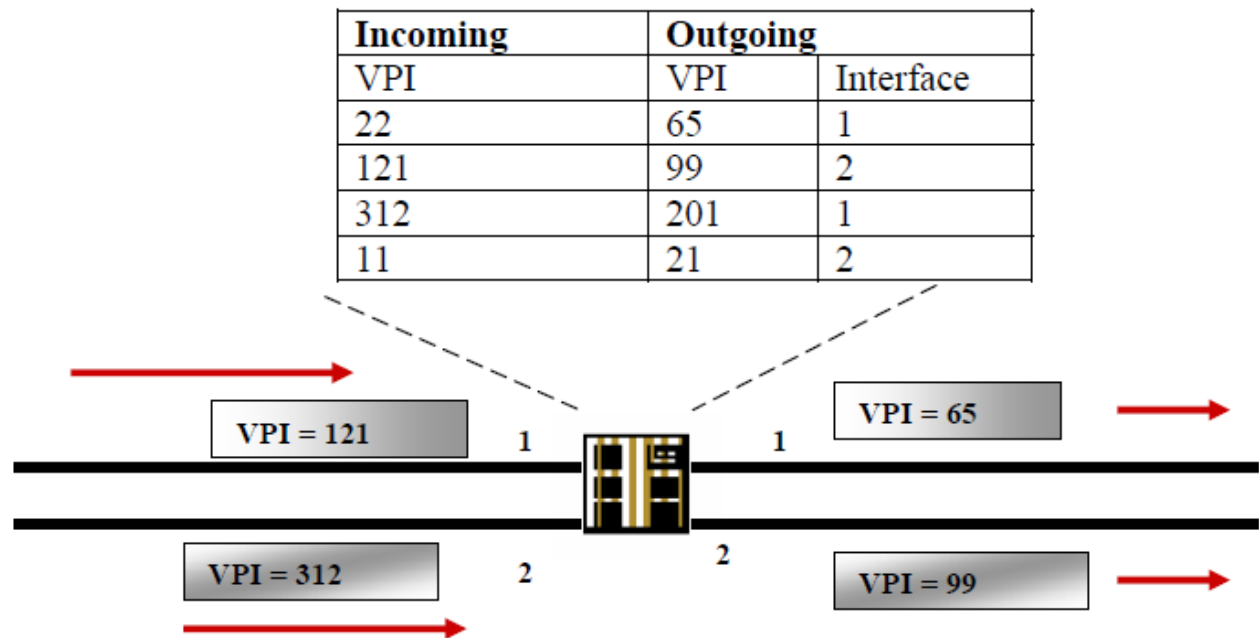 Incoming Outgoing
VPI VPI Interface
22 65 1
121 99 2
312 201 1
11 21 2
VPI = 121 1 1 VPI = 65
VPI = 312 2 2 VPI = 99